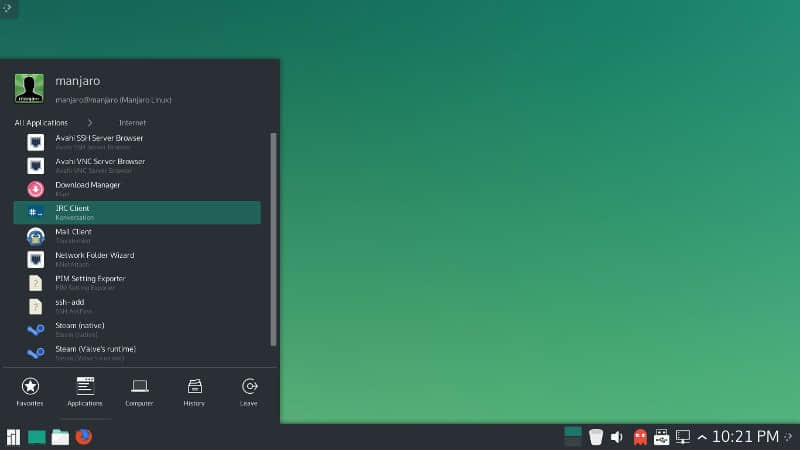 manjaro
manjaro
manjaro@manjaro (Manjaro Linux)
All Applications > Internet
Avahi SSH Server Browser
Avahi SSH Server Browser
Avahi VNC Server Browser
Avahi VNC Server Browser
Download Manager
KGet
IRC Client
Konversation
Mail Client
Thunderbird
Network Folder Wizard
KNetAttach
PIM Setting Exporter
PIM Setting Exporter
ssh-add
SSH AskPass
Steam (native)
Steam (native)
Steam (Valve's runtime)
Steam (Valve's runtime)
Favorites
Applications
Computer
History
Leave
10:21 PM